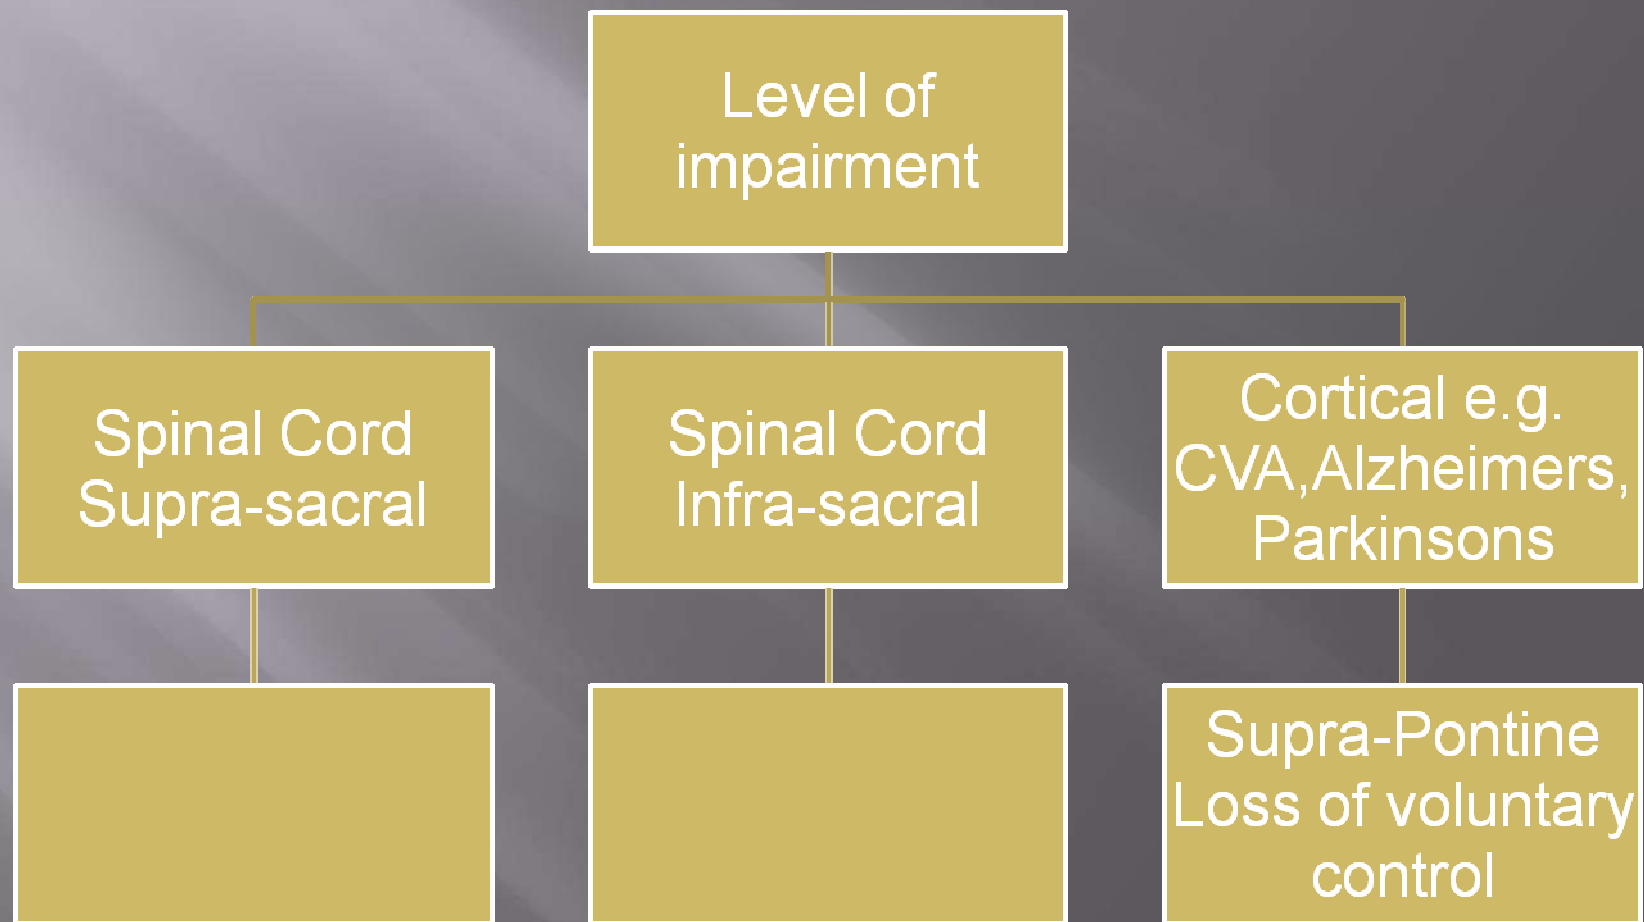 Level of
impairment
Spinal Cord
Supra-sacral
Spinal Cord
Infra-sacral
Cortical e.g.
CVA,Alzheimers,
Parkinsons
Supra-Pontine
Loss of voluntary
control